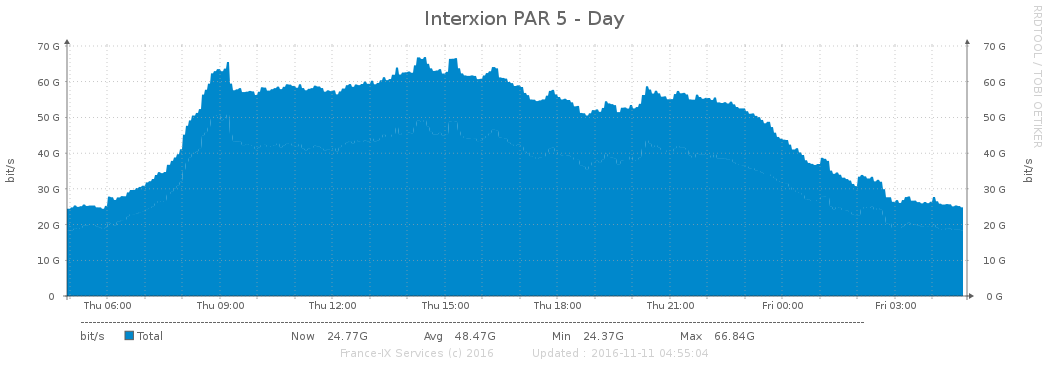 Interxion PAR 5 - Day
RRDTOOL / TOBI OETIKER
70 G 70 G
60 G 60 G
50 G 50 G
40 G 40 G
30 G 30 G
20 G 20 G
10 G 10 G
0 0 G
bit/s bit/s
Thu 06:00 Thu 09:00 Thu 12:00 Thu 15:00 Thu 18:00 Thu 21:00 Fri 00:00 Fri 03:00
bit/s Total Now 24.77G Avg 48.47G Min 24.37G Max 66.84G
France-IX Services (c) 2016 Updated : 2016-11-11 04:55:04